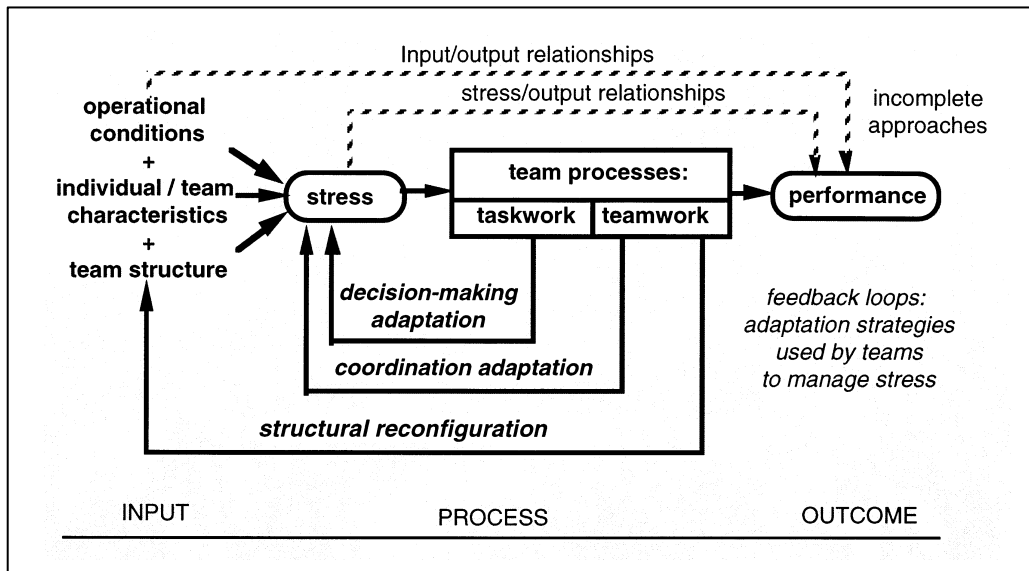 Input/output relationships
stress/output relationships
operational
conditions
+
individual / team
characteristics
+
team structure
incomplete
approaches
stress
team processes:
taskwork
teamwork
performance
decision-making
adaptation
coordination adaptation
structural reconfiguration
feedback loops:
adaptation strategies
used by teams
to manage stress
INPUT
PROCESS
OUTCOME